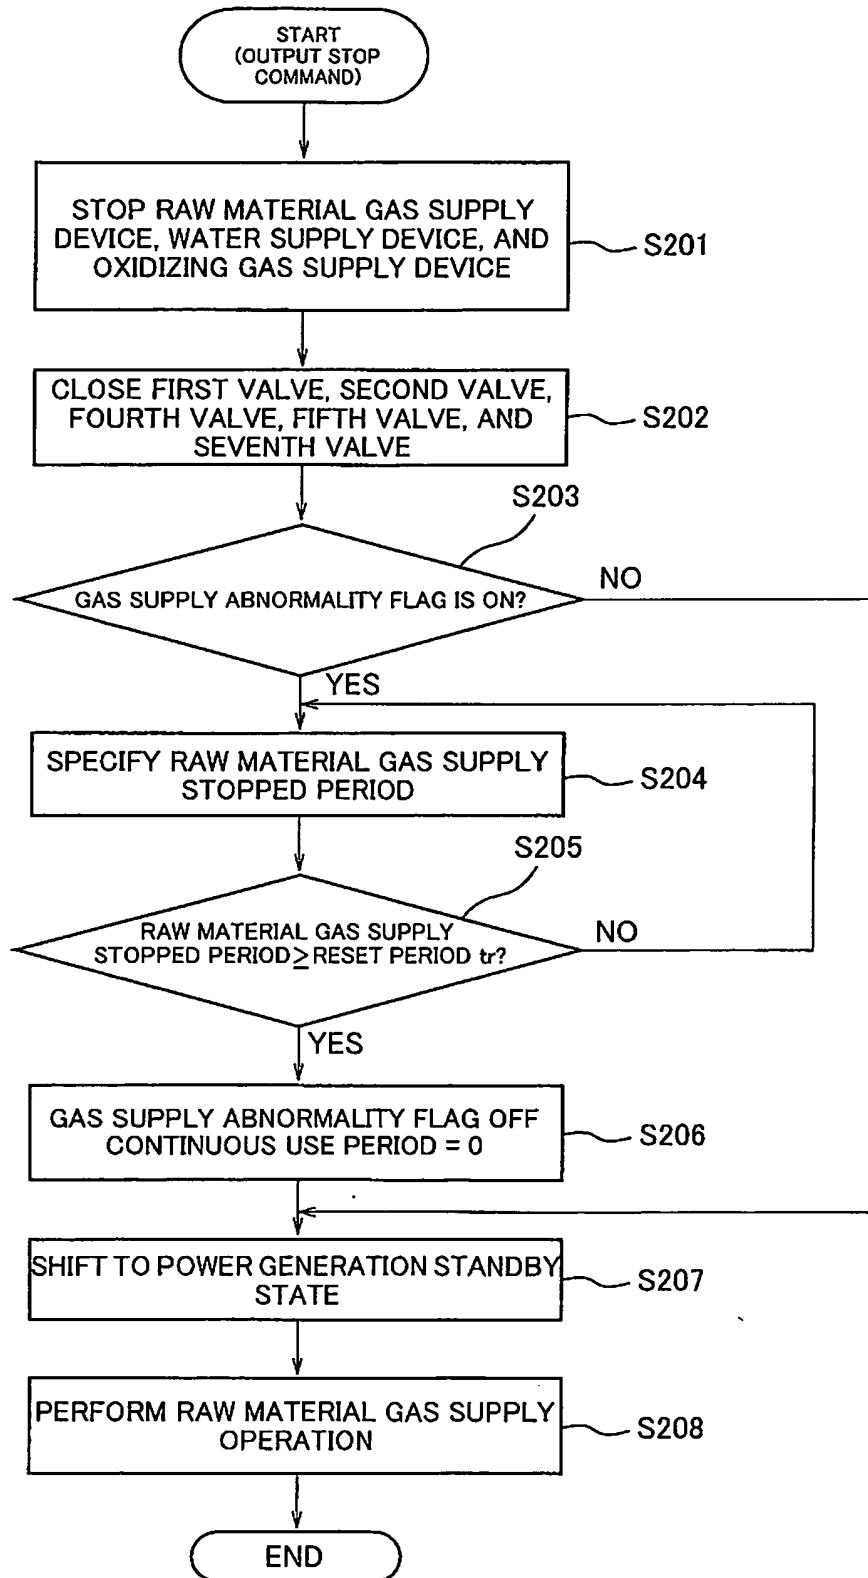 START
(OUTPUT STOP
COMMAND)
STOP RAW MATERIAL GAS SUPPLY
DEVICE, WATER SUPPLY DEVICE, AND
OXIDIZING GAS SUPPLY DEVICE
S201
CLOSE FIRST VALVE, SECOND VALVE,
FOURTH VALVE, FIFTH VALVE, AND
SEVENTH VALVE
S202
S203
GAS SUPPLY ABNORMALITY FLAG IS ON?
NO
YES
SPECIFY RAW MATERIAL GAS SUPPLY
STOPPED PERIOD
S204
S205
RAW MATERIAL GAS SUPPLY
STOPPED PERIOD≥RESET PERIOD tr?
NO
YES
GAS SUPPLY ABNORMALITY FLAG OFF
CONTINUOUS USE PERIOD = 0
S206
SHIFT TO POWER GENERATION STANDBY
STATE
S207
PERFORM RAW MATERIAL GAS SUPPLY
OPERATION
S208
END